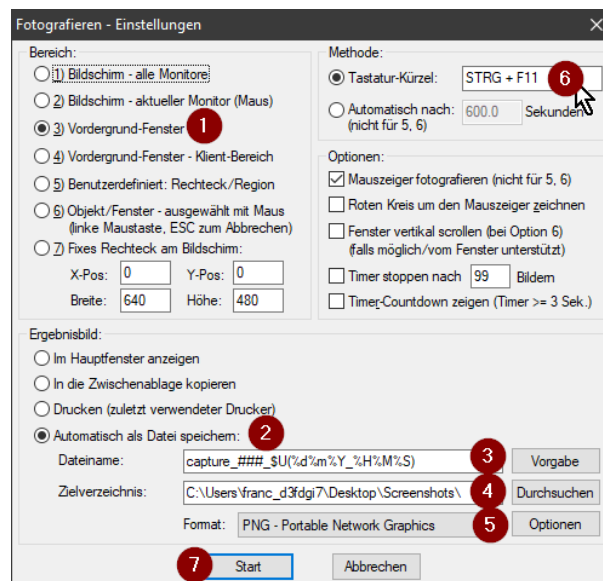 Fotografieren - Einstellungen
Bereich:
1) Bildschirm - alle Monitore
2) Bildschirm - aktueller Monitor (Maus)
3) Vordergrund-Fenster 1
4) Vordergrund-Fenster - Klient-Bereich
5) Benutzerdefiniert: Rechteck/Region
6) Objekt/Fenster - ausgewählt mit Maus
(linke Maustaste, ESC zum Abbrechen)
7) Fixes Rechteck am Bildschirm:
X-Pos: 0 Y-Pos: 0
Breite: 640 Höhe: 480
Methode:
Tastatur-Kürzel: STRG + F11 6
Automatisch nach: 600.0 Sekunden
(nicht für 5, 6)
Optionen:
Mauszeiger fotografieren (nicht für 5, 6)
Roten Kreis um den Mauszeiger zeichnen
Fenster vertikal scrollen (bei Option 6)
(falls möglich/vom Fenster unterstützt)
Timer stoppen nach 99 Bildern
Timer-Countdown zeigen (Timer >= 3 Sek.)
Ergebnisbild:
Im Hauptfenster anzeigen
In die Zwischenablage kopieren
Drucken (zuletzt verwendeter Drucker)
Automatisch als Datei speichern: 2
Dateiname: capture_###_$U(%d%m%Y_%H%M%S) 3 Vorgabe
Zielverzeichnis: C:\Users\franc_d3fdgi7\Desktop\Screenshots\ 4 Durchsuchen
Format: PNG - Portable Network Graphics 5 Optionen
7 Start Abbrechen